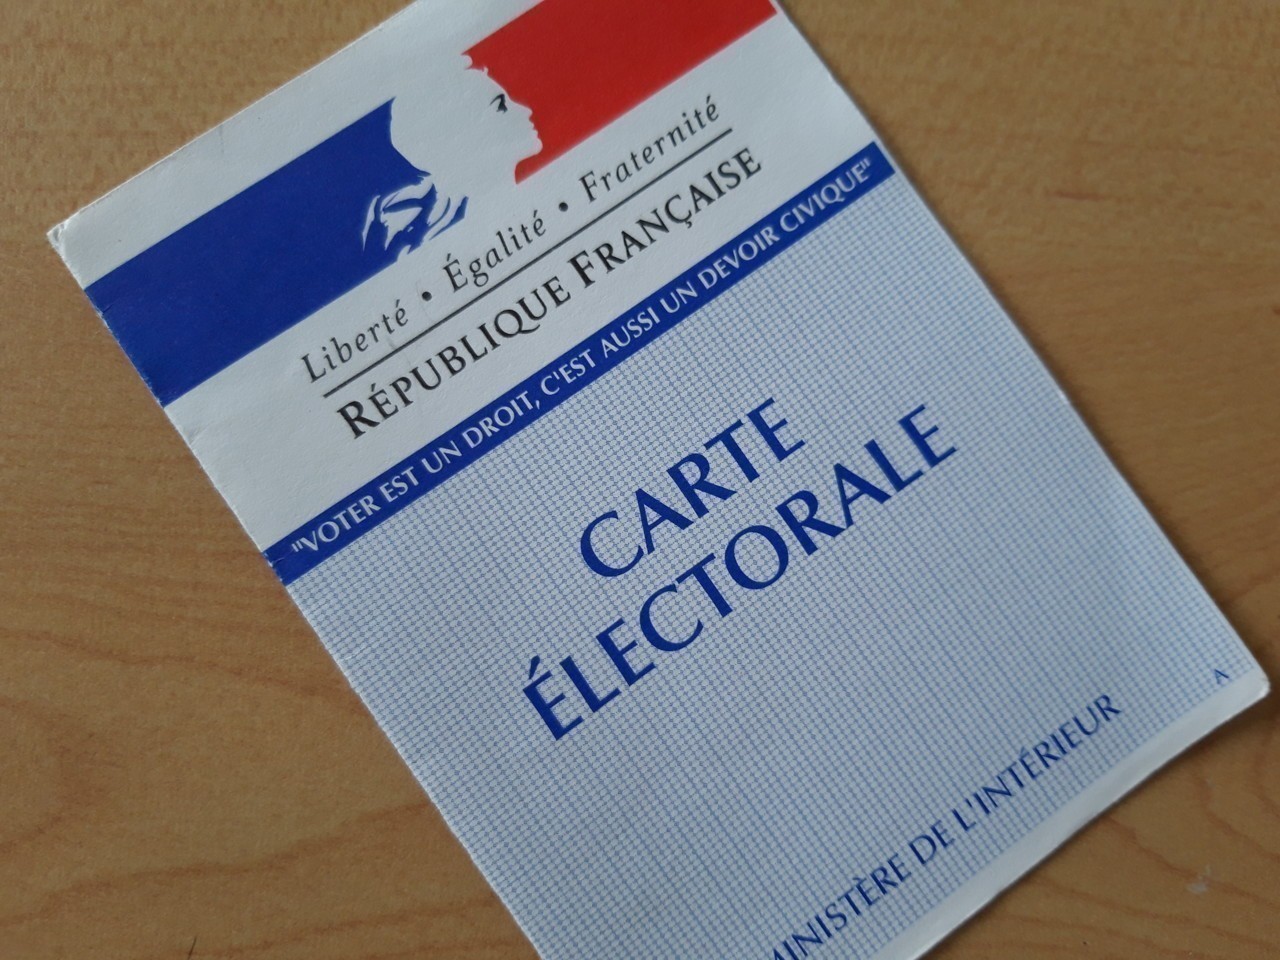 Liberté • Égalité • Fraternité
RÉPUBLIQUE FRANÇAISE
"VOTER EST UN DROIT, C'EST AUSSI UN DEVOIR CIVIQUE"
CARTE
ÉLECTORALE
A
MINISTÈRE DE L'INTÉRIEUR